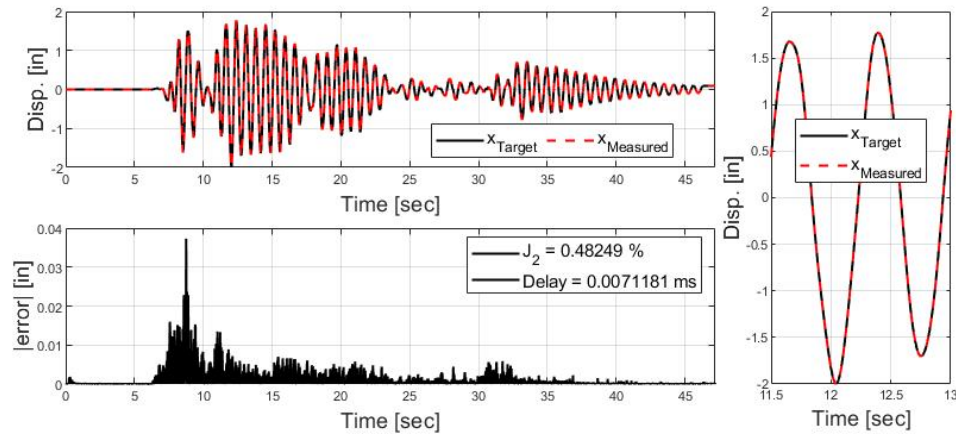 2
1
0
-1
-2
Disp. [in]
x_Target x_Measured
0 5 10 15 20 25 30 35 40 45
Time [sec]
0.04
0.03
0.02
0.01
0
|error| [in]
J_2 = 0.48249 %
Delay = 0.0071181 ms
0 5 10 15 20 25 30 35 40 45
Time [sec]
2
1.5
1
0.5
0
-0.5
-1
-1.5
-2
Disp. [in]
x_Target
x_Measured
11.5 12 12.5 13
Time [sec]